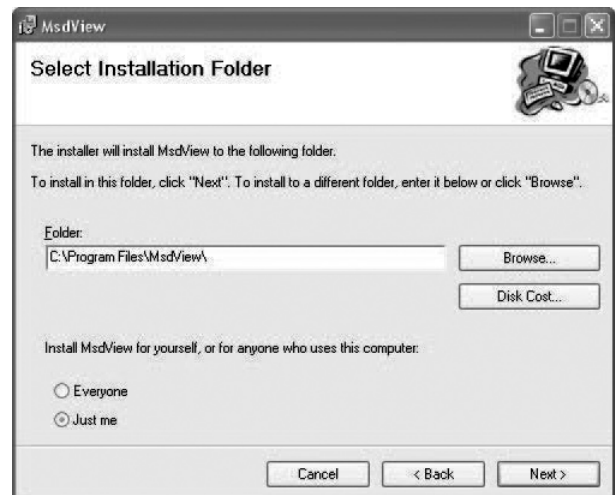 MsdView
Select Installation Folder
The installer will install MsdView to the following folder.
To install in this folder, click "Next". To install to a different folder, enter it below or click "Browse".
Folder:
C:\Program Files\MsdView\
Browse...
Disk Cost...
Install MsdView for yourself, or for anyone who uses this computer:
Everyone
Just me
Cancel
< Back
Next >